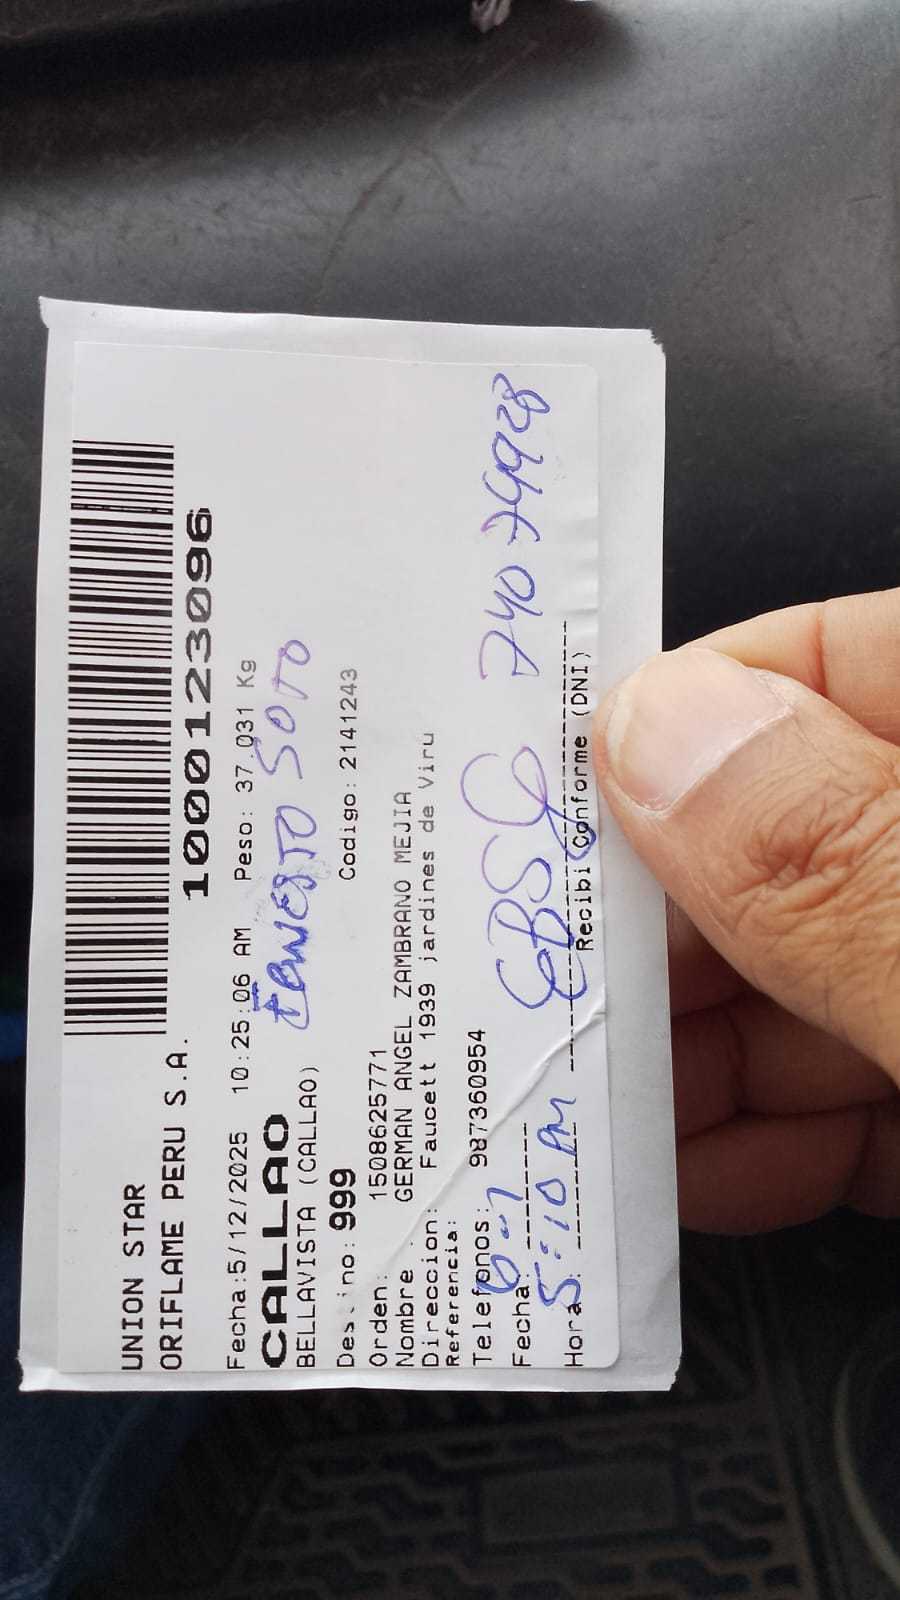 UNION STAR
ORIFLAME PERU S.A.
1000123096
Fecha:5/12/2025 10:25:06 AM Peso: 37.031 Kg
CALLAO
SOTO
BELLAVISTA (CALLAO)
Destino: 999 Codigo: 2141243
Orden: 1508625771
Nombre GERMAN ANGEL ZAMBRANO MEJIA
Direccion: Faucett 1939 jardines de Viru
Referencia:
Telefonos: 987360954
Fecha
Hora 5:10 PM
Recibi Conforme (DNI)